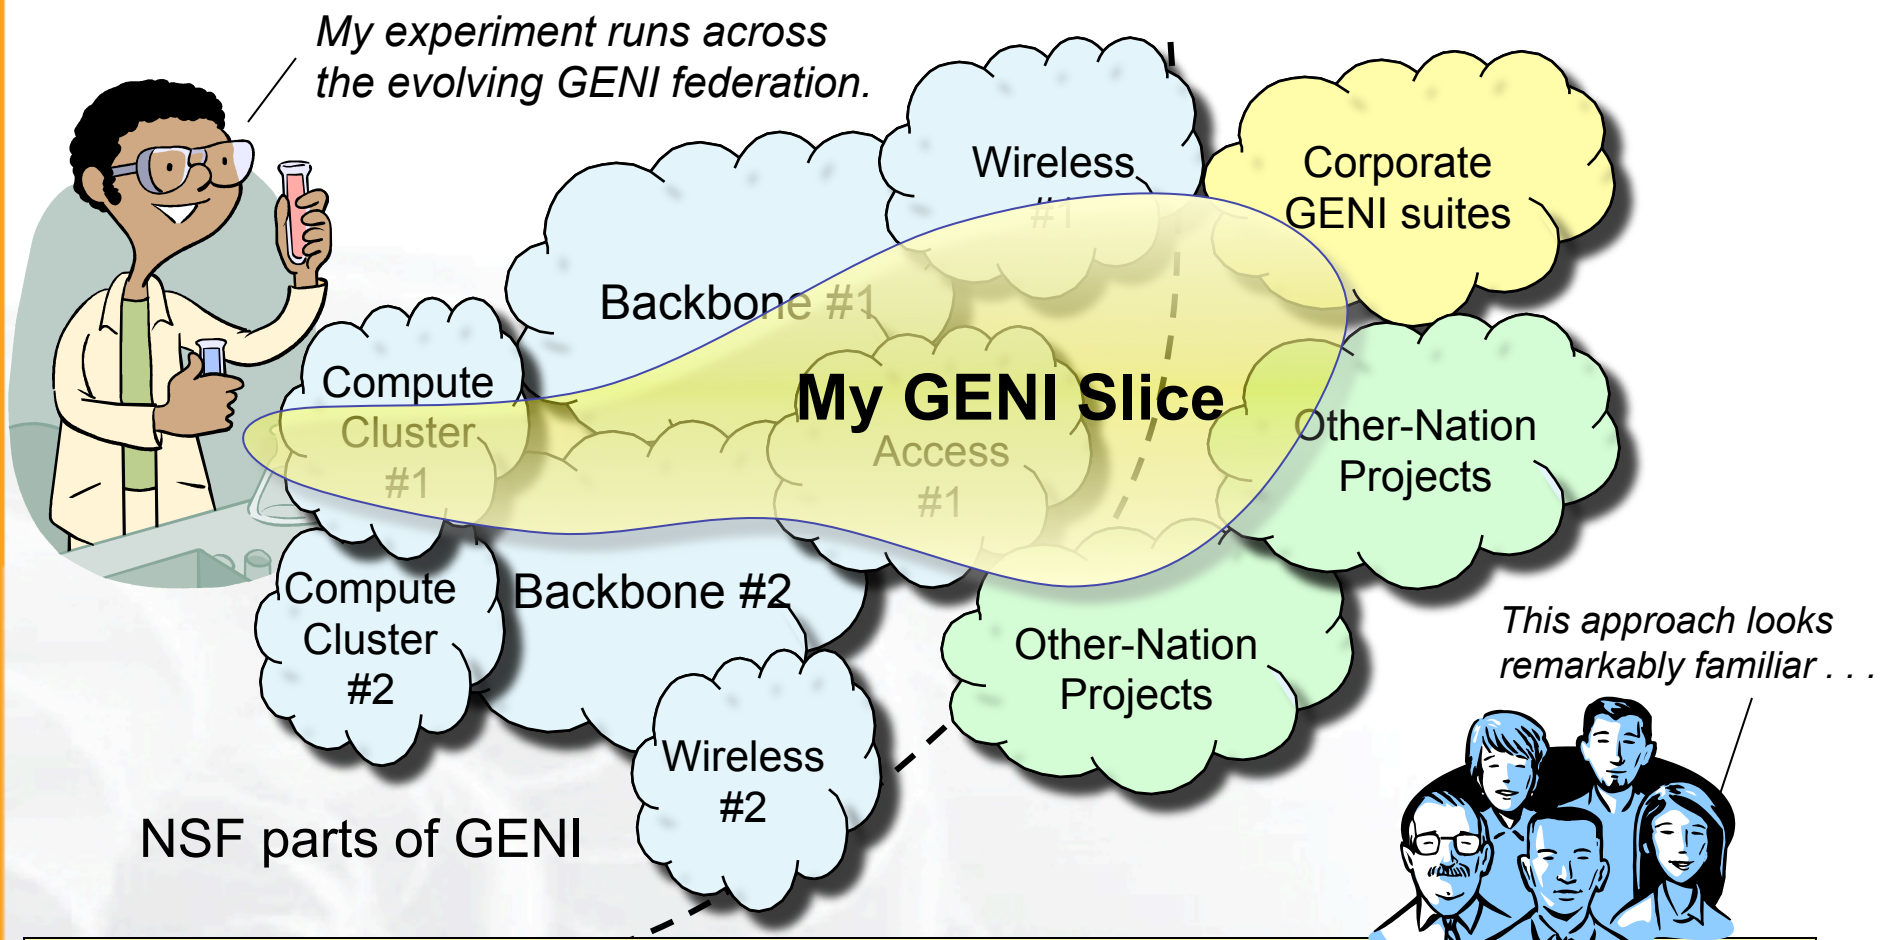 My experiment runs across
the evolving GENI federation.
Wireless
#1
Corporate
GENI suites
Backbone #1
Compute
Cluster
#1
My GENI Slice
Access
#1
Other-Nation
Projects
Compute
Cluster
#2
Backbone #2
Other-Nation
Projects
This approach looks
remarkably familiar . . .
Wireless
#2
NSF parts of GENI